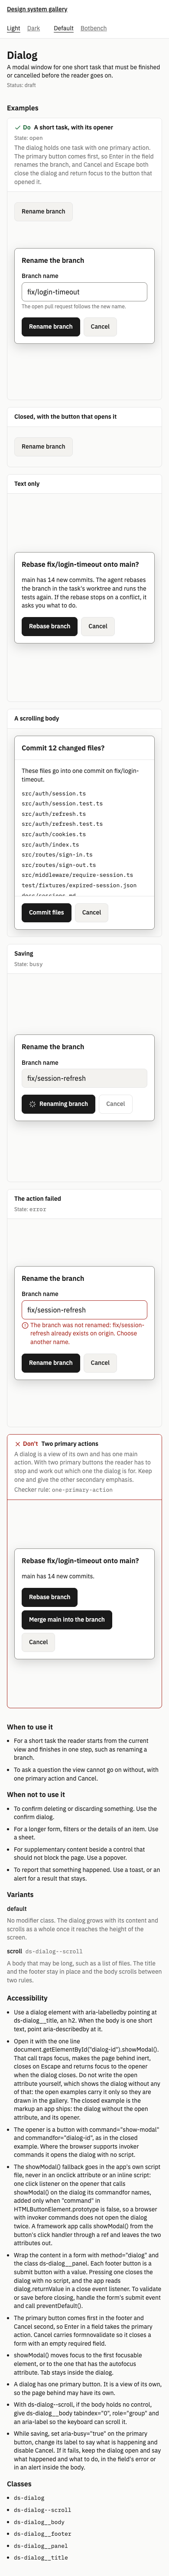 Design system gallery
Light Dark Default Botbench
Dialog
A modal window for one short task that must be finished
or cancelled before the reader goes on.
Status: draft
Examples
Do A short task, with its opener
State: open
The dialog holds one task with one primary action.
The primary button comes first, so Enter in the field
renames the branch, and Cancel and Escape both
close the dialog and return focus to the button that
opened it.
Rename branch
Rename the branch
Branch name
fix/login-timeout
The open pull request follows the new name.
Rename branch Cancel
Closed, with the button that opens it
Rename branch
Text only
Rebase fix/login-timeout onto main?
main has 14 new commits. The agent rebases
the branch in the task's worktree and runs the
tests again. If the rebase stops on a conflict, it
asks you what to do.
Rebase branch Cancel
A scrolling body
Commit 12 changed files?
These files go into one commit on fix/login-
timeout.
src/auth/session.ts
src/auth/session.test.ts
src/auth/refresh.ts
src/auth/refresh.test.ts
src/auth/cookies.ts
src/auth/index.ts
src/routes/sign-in.ts
src/routes/sign-out.ts
src/middleware/require-session.ts
test/fixtures/expired-session.json
docs/sessions.md
Commit files Cancel
Saving
State: busy
Rename the branch
Branch name
fix/session-refresh
Renaming branch Cancel
The action failed
State: error
Rename the branch
Branch name
fix/session-refresh
The branch was not renamed: fix/session-
refresh already exists on origin. Choose
another name.
Rename branch Cancel
Don't Two primary actions
A dialog is a view of its own and has one main
action. With two primary buttons the reader has to
stop and work out which one the dialog is for. Keep
one and give the other secondary emphasis.
Checker rule: one-primary-action
Rebase fix/login-timeout onto main?
main has 14 new commits.
Rebase branch
Merge main into the branch
Cancel
When to use it
• For a short task the reader starts from the current
view and finishes in one step, such as renaming a
branch.
• To ask a question the view cannot go on without, with
one primary action and Cancel.
When not to use it
• To confirm deleting or discarding something. Use the
confirm dialog.
• For a longer form, filters or the details of an item. Use
a sheet.
• For supplementary content beside a control that
should not block the page. Use a popover.
• To report that something happened. Use a toast, or an
alert for a result that stays.
Variants
default
No modifier class. The dialog grows with its content and
scrolls as a whole once it reaches the height of the
screen.
scroll ds-dialog--scroll
A body that may be long, such as a list of files. The title
and the footer stay in place and the body scrolls between
two rules.
Accessibility
• Use a dialog element with aria-labelledby pointing at
ds-dialog__title, an h2. When the body is one short
text, point aria-describedby at it.
• Open it with the one line
document.getElementById("dialog-id").showModal().
That call traps focus, makes the page behind inert,
closes on Escape and returns focus to the opener
when the dialog closes. Do not write the open
attribute yourself, which shows the dialog without any
of that: the open examples carry it only so they are
drawn in the gallery. The closed example is the
markup an app ships: the dialog without the open
attribute, and its opener.
• The opener is a button with command="show-modal"
and commandfor="dialog-id", as in the closed
example. Where the browser supports invoker
commands it opens the dialog with no script.
• The showModal() fallback goes in the app's own script
file, never in an onclick attribute or an inline script:
one click listener on the opener that calls
showModal() on the dialog its commandfor names,
added only when "command" in
HTMLButtonElement.prototype is false, so a browser
with invoker commands does not open the dialog
twice. A framework app calls showModal() from the
button's click handler through a ref and leaves the two
attributes out.
• Wrap the content in a form with method="dialog" and
the class ds-dialog__panel. Each footer button is a
submit button with a value. Pressing one closes the
dialog with no script, and the app reads
dialog.returnValue in a close event listener. To validate
or save before closing, handle the form's submit event
and call preventDefault().
• The primary button comes first in the footer and
Cancel second, so Enter in a field takes the primary
action. Cancel carries formnovalidate so it closes a
form with an empty required field.
• showModal() moves focus to the first focusable
element, or to the one that has the autofocus
attribute. Tab stays inside the dialog.
• A dialog has one primary button. It is a view of its own,
so the page behind may have its own.
• With ds-dialog--scroll, if the body holds no control,
give ds-dialog__body tabindex="0", role="group" and
an aria-label so the keyboard can scroll it.
• While saving, set aria-busy="true" on the primary
button, change its label to say what is happening and
disable Cancel. If it fails, keep the dialog open and say
what happened and what to do, in the field's error or
in an alert inside the body.
Classes
• ds-dialog
• ds-dialog--scroll
• ds-dialog__body
• ds-dialog__footer
• ds-dialog__panel
• ds-dialog__title